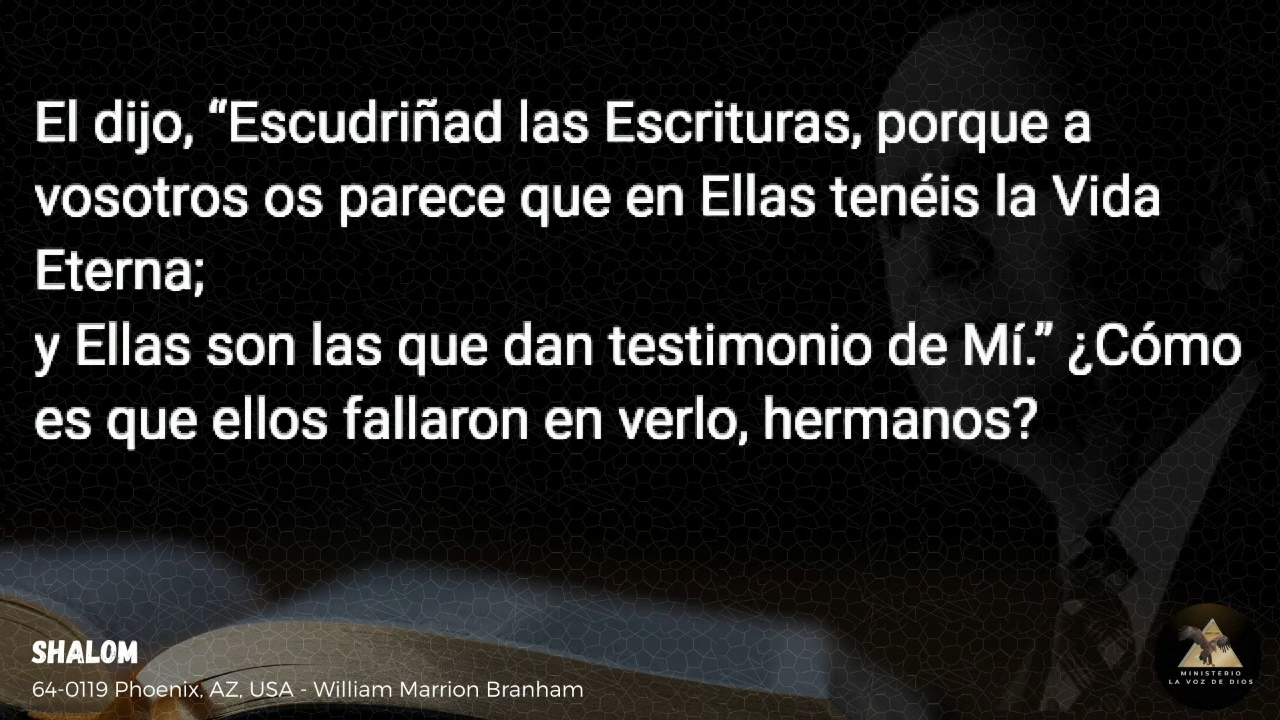 El dijo, “Escudriñad las Escrituras, porque a
vosotros os parece que en Ellas tenéis la Vida
Eterna;
y Ellas son las que dan testimonio de Mí.” ¿Cómo
es que ellos fallaron en verlo, hermanos?
SHALOM
64-0119 Phoenix, AZ, USA - William Marrion Branham
MINISTERIO
LA VOZ DE DIOS